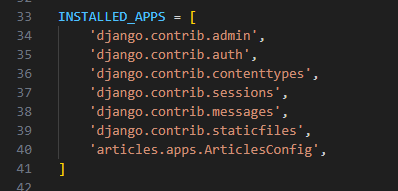 33 INSTALLED_APPS = [
34     'django.contrib.admin',
35     'django.contrib.auth',
36     'django.contrib.contenttypes',
37     'django.contrib.sessions',
38     'django.contrib.messages',
39     'django.contrib.staticfiles',
40     'articles.apps.ArticlesConfig',
41 ]
42